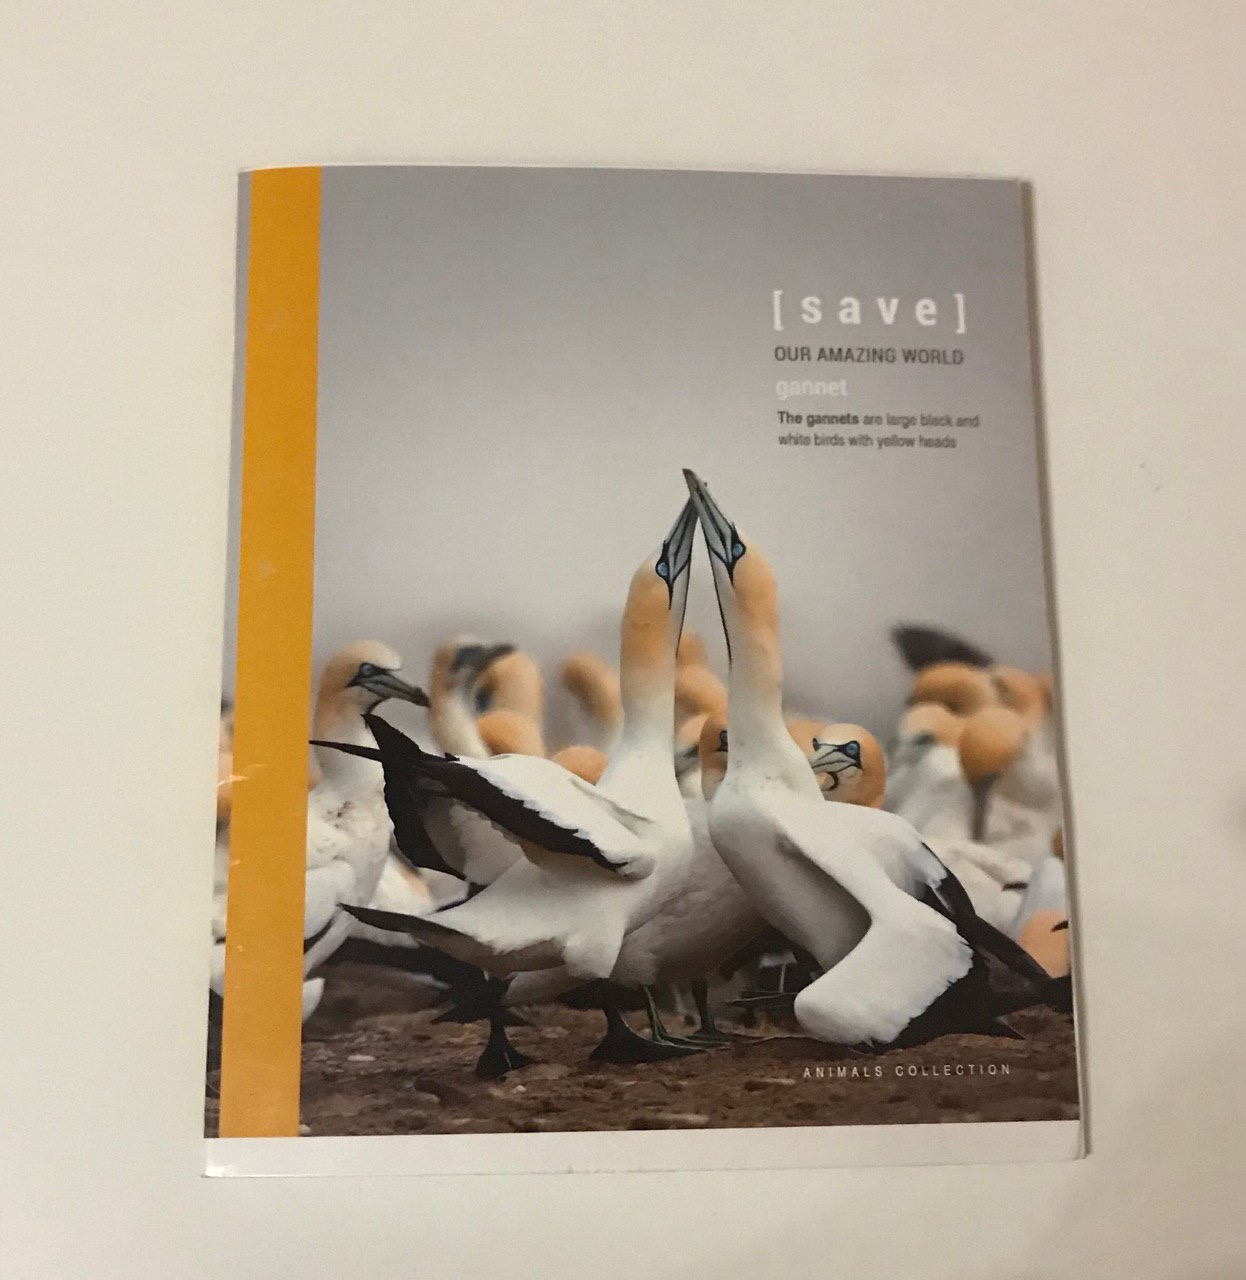 [save]
OUR AMAZING WORLD
gannet
The gannets are large black and
white birds with yellow heads
ANIMALS COLLECTION